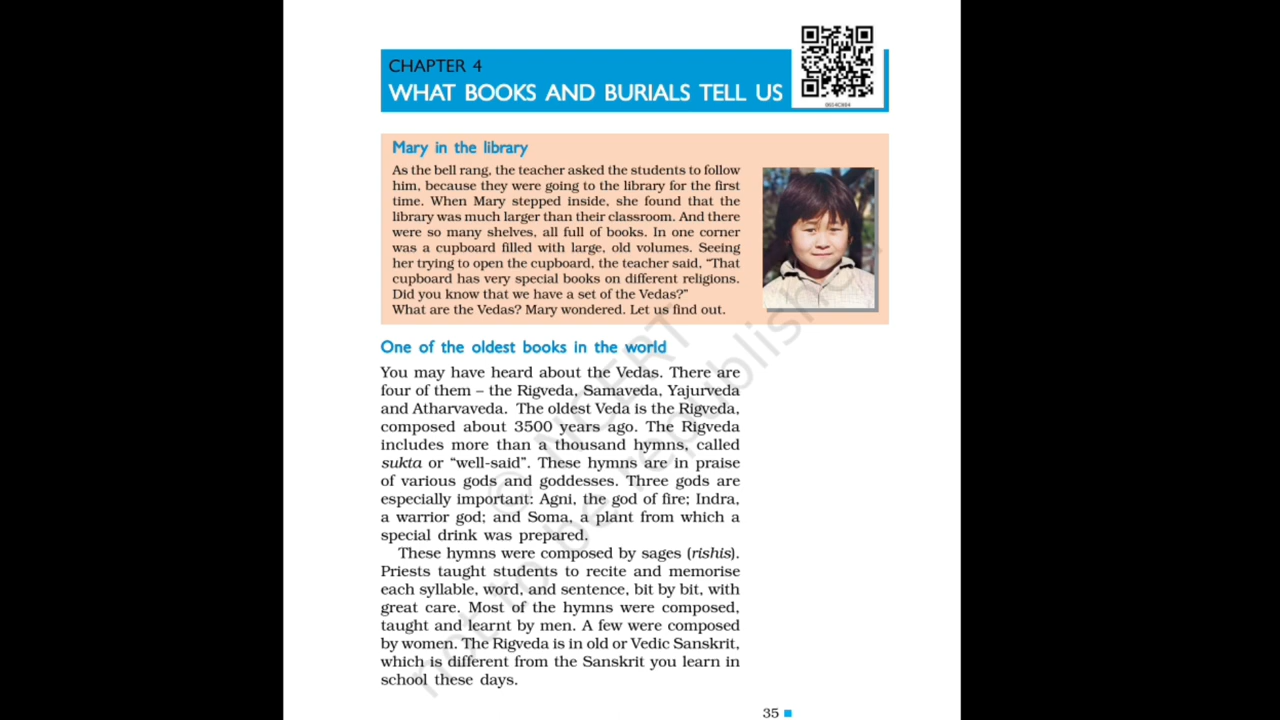 CHAPTER 4
WHAT BOOKS AND BURIALS TELL US
0654CH04
Mary in the library
As the bell rang, the teacher asked the students to follow
him, because they were going to the library for the first
time. When Mary stepped inside, she found that the
library was much larger than their classroom. And there
were so many shelves, all full of books. In one corner
was a cupboard filled with large, old volumes. Seeing
her trying to open the cupboard, the teacher said, “That
cupboard has very special books on different religions.
Did you know that we have a set of the Vedas?”
What are the Vedas? Mary wondered. Let us find out.
One of the oldest books in the world
You may have heard about the Vedas. There are
four of them – the Rigveda, Samaveda, Yajurveda
and Atharvaveda. The oldest Veda is the Rigveda,
composed about 3500 years ago. The Rigveda
includes more than a thousand hymns, called
sukta or “well-said”. These hymns are in praise
of various gods and goddesses. Three gods are
especially important: Agni, the god of fire; Indra,
a warrior god; and Soma, a plant from which a
special drink was prepared.
These hymns were composed by sages (rishis).
Priests taught students to recite and memorise
each syllable, word, and sentence, bit by bit, with
great care. Most of the hymns were composed,
taught and learnt by men. A few were composed
by women. The Rigveda is in old or Vedic Sanskrit,
which is different from the Sanskrit you learn in
school these days.
35
© NCERT
not to be republished